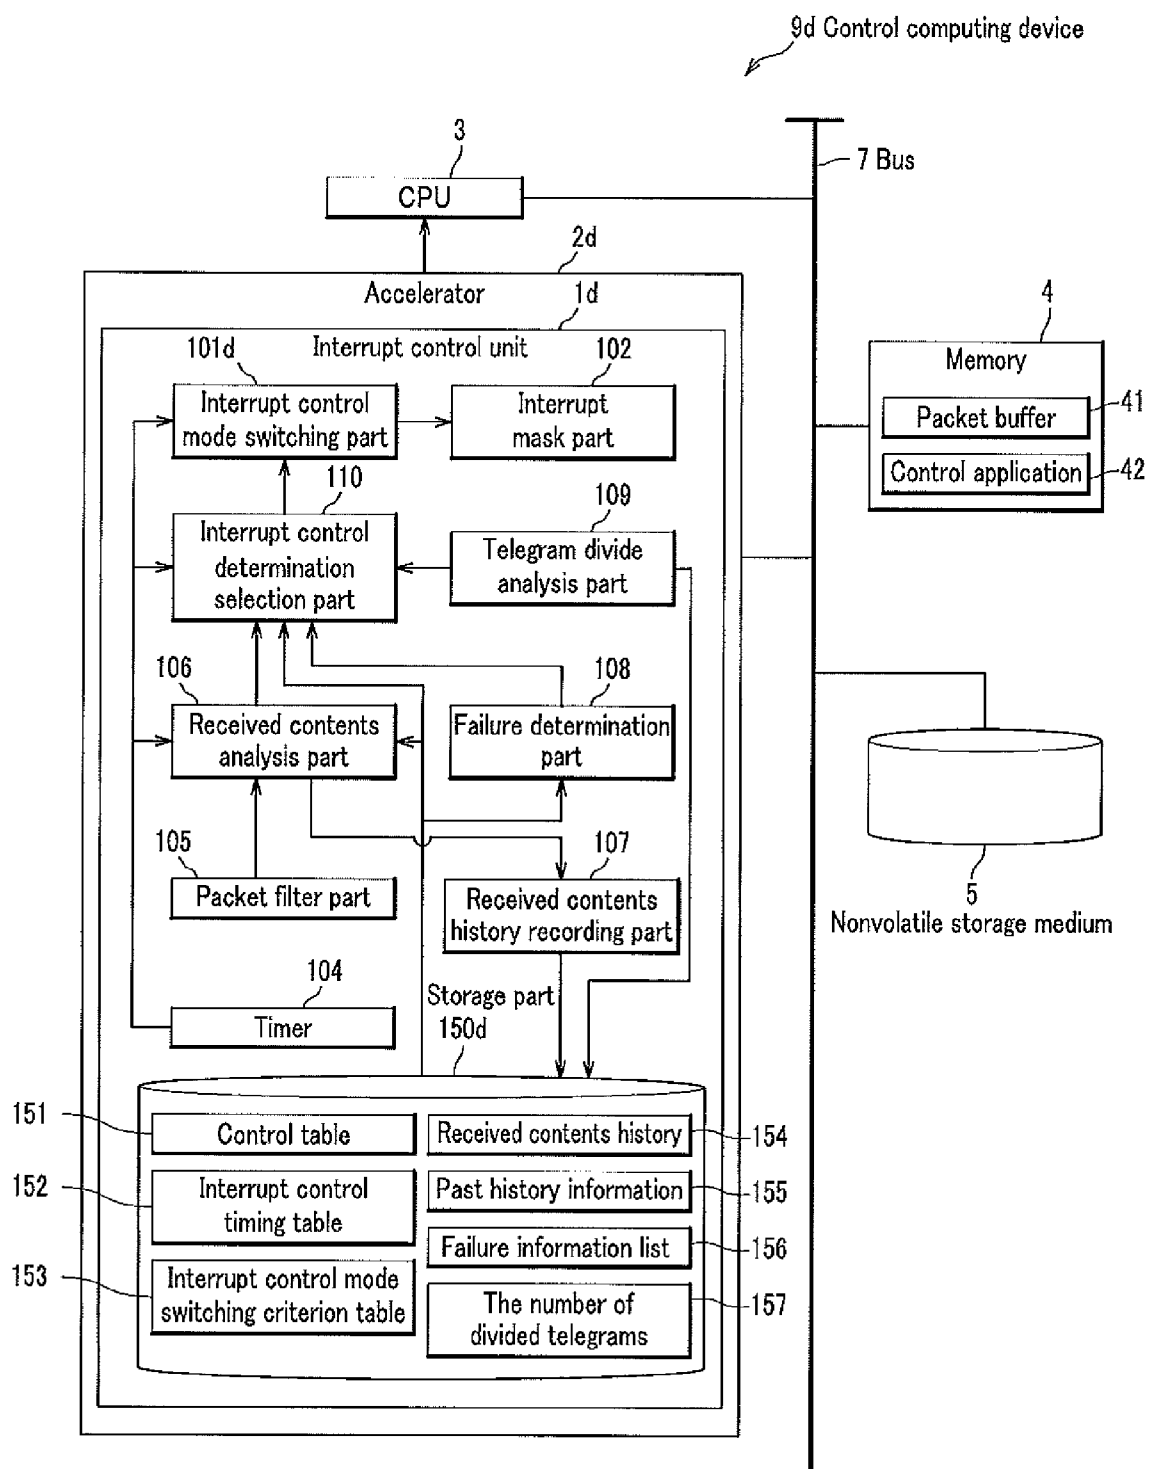 9d Control computing device
3
7 Bus
CPU
2d
Accelerator
1d
4
101d
Interrupt control unit
102
Memory
Interrupt control
mode switching part
Interrupt
mask part
Packet buffer
41
Control application
42
110
109
Interrupt control
determination
selection part
Telegram divide
analysis part
106
108
Received contents
analysis part
Failure determination
part
105
107
Packet filter part
Received contents
history recording part
5
Nonvolatile storage medium
104
Timer
Storage part
150d
151
Control table
Received contents history
154
152
Interrupt control
timing table
Past history information
155
Failure information list
156
153
Interrupt control mode
switching criterion table
The number of
divided telegrams
157